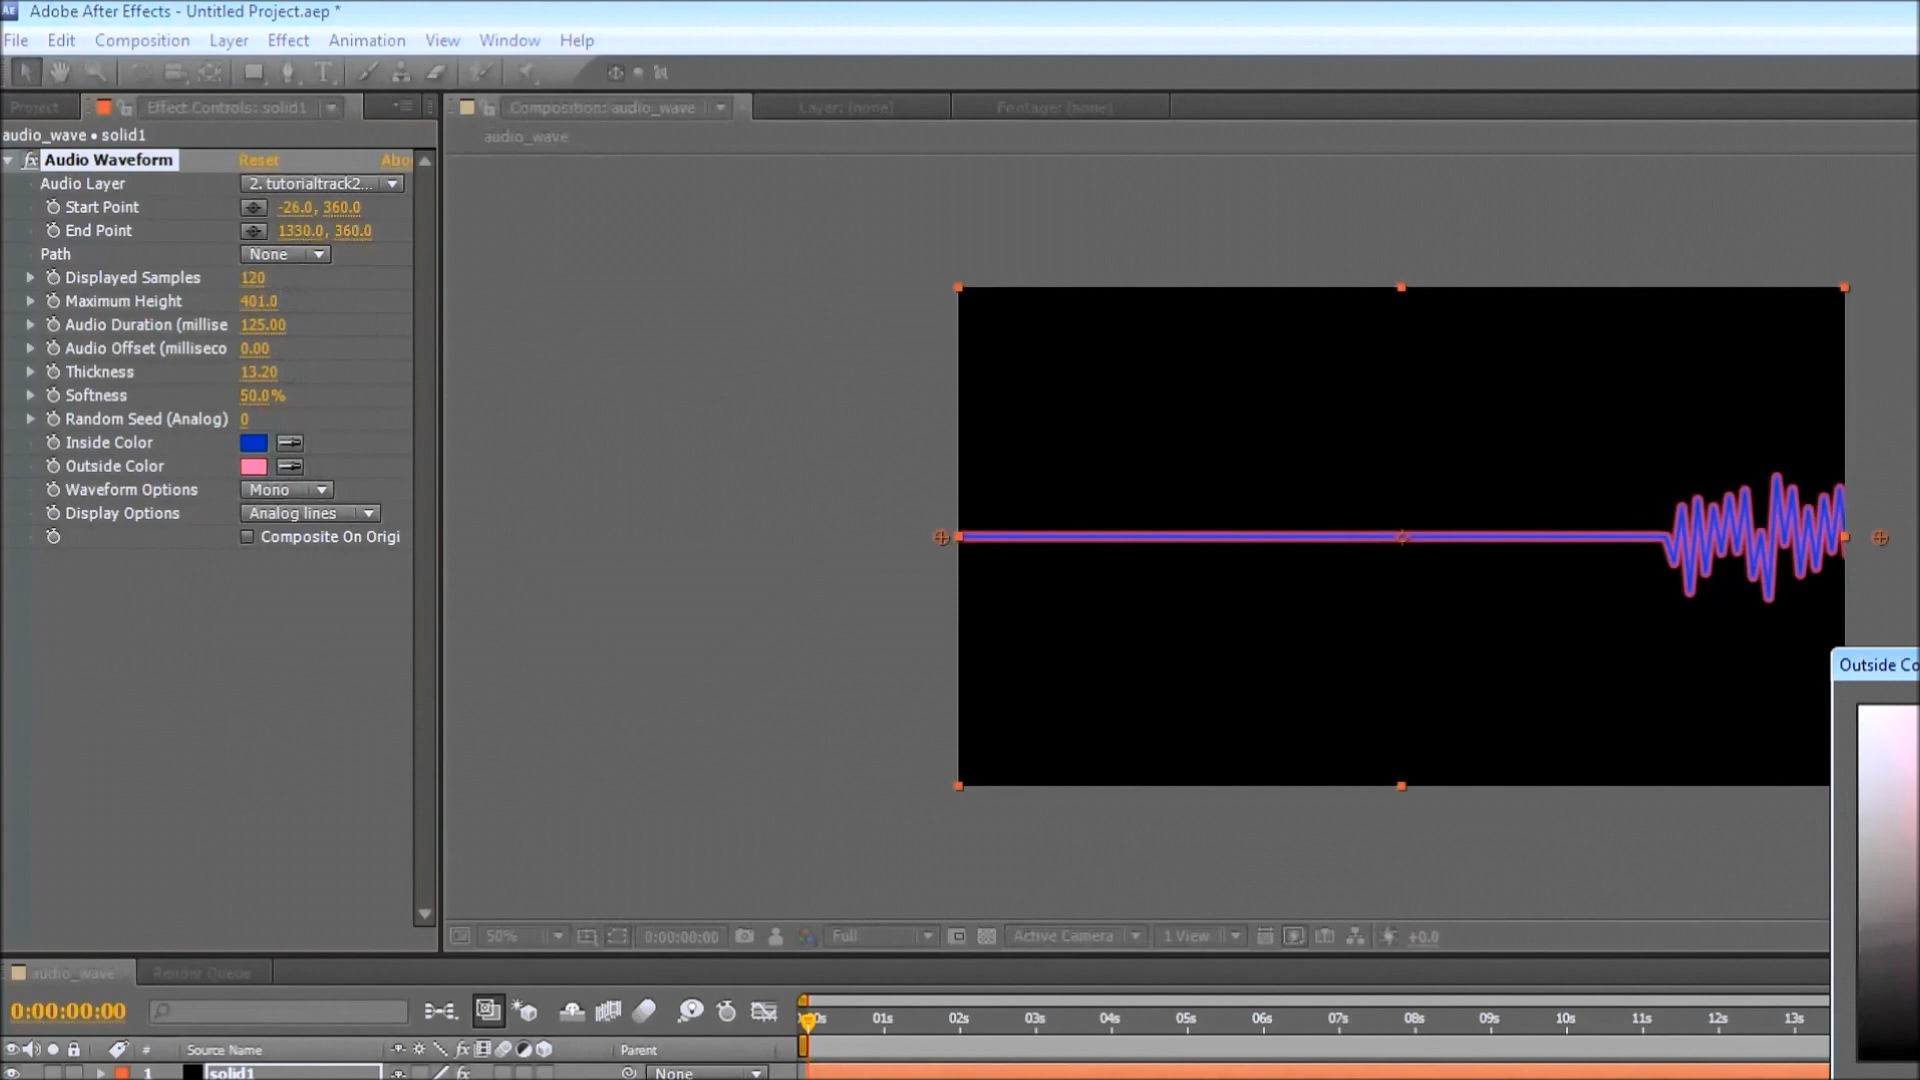 Adobe After Effects - Untitled Project.aep *
File Edit Composition Layer Effect Animation View Window Help
Project Effect Controls: solid1 Composition: audio_wave Layer: (none) Footage: (none)
audio_wave • solid1
audio_wave
fx Audio Waveform Reset Abo
Audio Layer 2. tutorialtrack2...
Start Point -26.0, 360.0
End Point 1330.0, 360.0
Path None
Displayed Samples 120
Maximum Height 401.0
Audio Duration (millise 125.00
Audio Offset (milliseco 0.00
Thickness 13.20
Softness 50.0%
Random Seed (Analog) 0
Inside Color
Outside Color
Waveform Options Mono
Display Options Analog lines
Composite On Origi
Outside Co
50% 0:00:00:00 Full Active Camera 1 View +0.0
audio_wave Render Queue
0:00:00:00
01s 02s 03s 04s 05s 06s 07s 08s 09s 10s 11s 12s 13s
# Source Name fx Parent
1 solid1 fx None